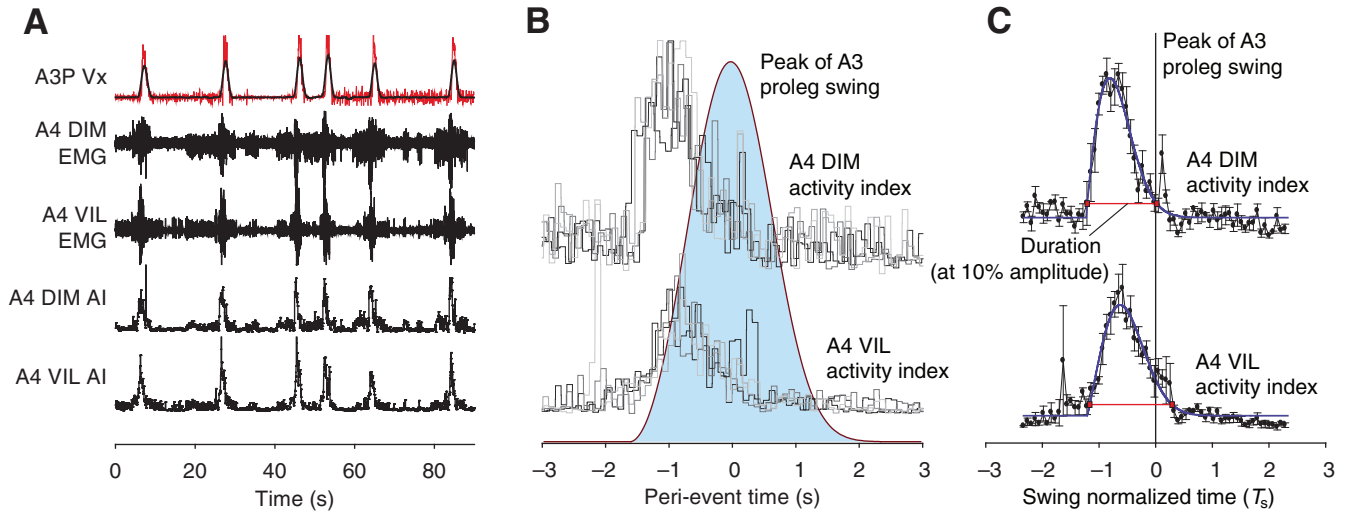 A
A3P Vx
A4 DIM
EMG
A4 VIL
EMG
A4 DIM AI
A4 VIL AI
0 20 40 60 80
Time (s)
B
Peak of A3
proleg swing
A4 DIM
activity index
A4 VIL
activity index
–3 –2 –1 0 1 2 3
Peri-event time (s)
C
Peak of A3
proleg swing
A4 DIM
activity index
Duration
(at 10% amplitude)
A4 VIL
activity index
–3 –2 –1 0 1 2 3
Swing normalized time (Ts)